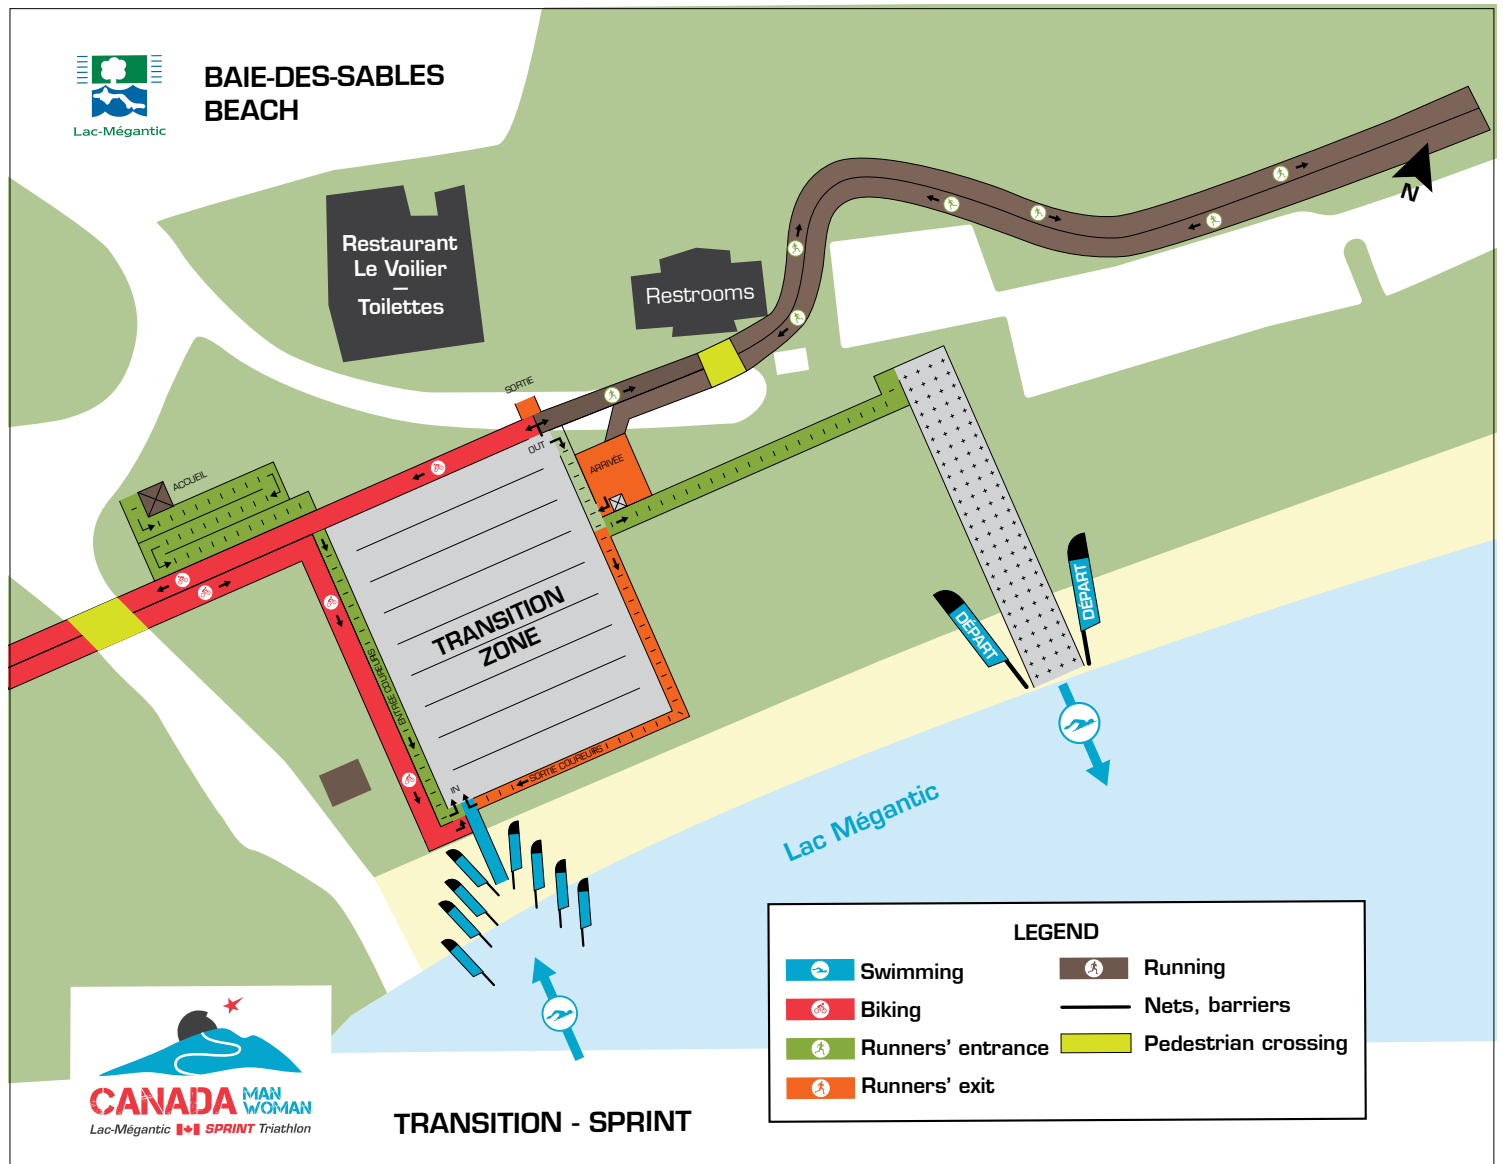 BAIE-DES-SABLES
BEACH
Lac-Mégantic
Restaurant
Le Voilier
–
Toilettes
Restrooms
N
SORTIE
OUT
ARRIVÉE
ACCUEIL
TRANSITION
ZONE
ENTRÉE COUREURS
SORTIE COUREURS
IN
DÉPART
DÉPART
Lac Mégantic
LEGEND
Swimming
Biking
Runners' entrance
Runners' exit
Running
Nets, barriers
Pedestrian crossing
CANADA MAN
WOMAN
Lac-Mégantic SPRINT Triathlon
TRANSITION - SPRINT